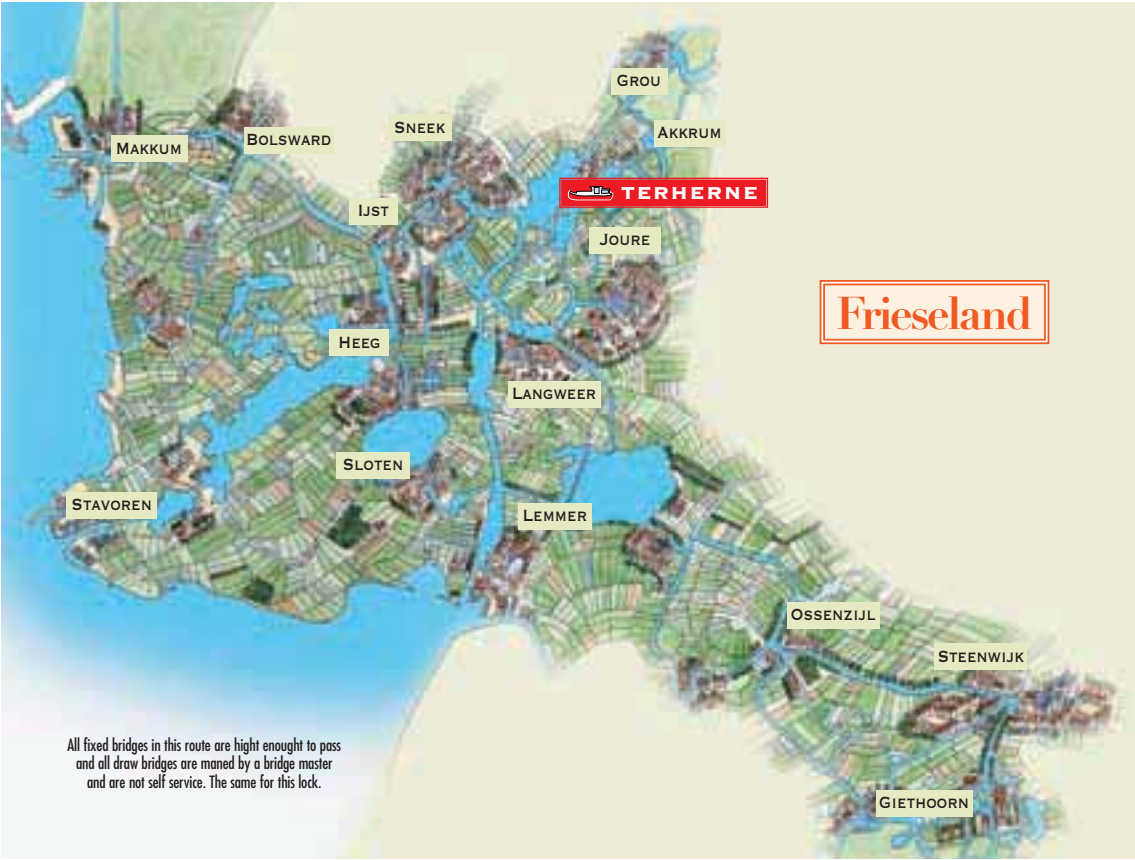 GROU
AKKRUM
SNEEK
BOLSWARD
MAKKUM
TERHERNE
IJST
JOURE
Frieseland
HEEG
LANGWEER
SLOTEN
STAVOREN
LEMMER
OSSENZIJL
STEENWIJK
All fixed bridges in this route are hight enought to pass
and all draw bridges are maned by a bridge master
and are not self service. The same for this lock.
GIETHOORN